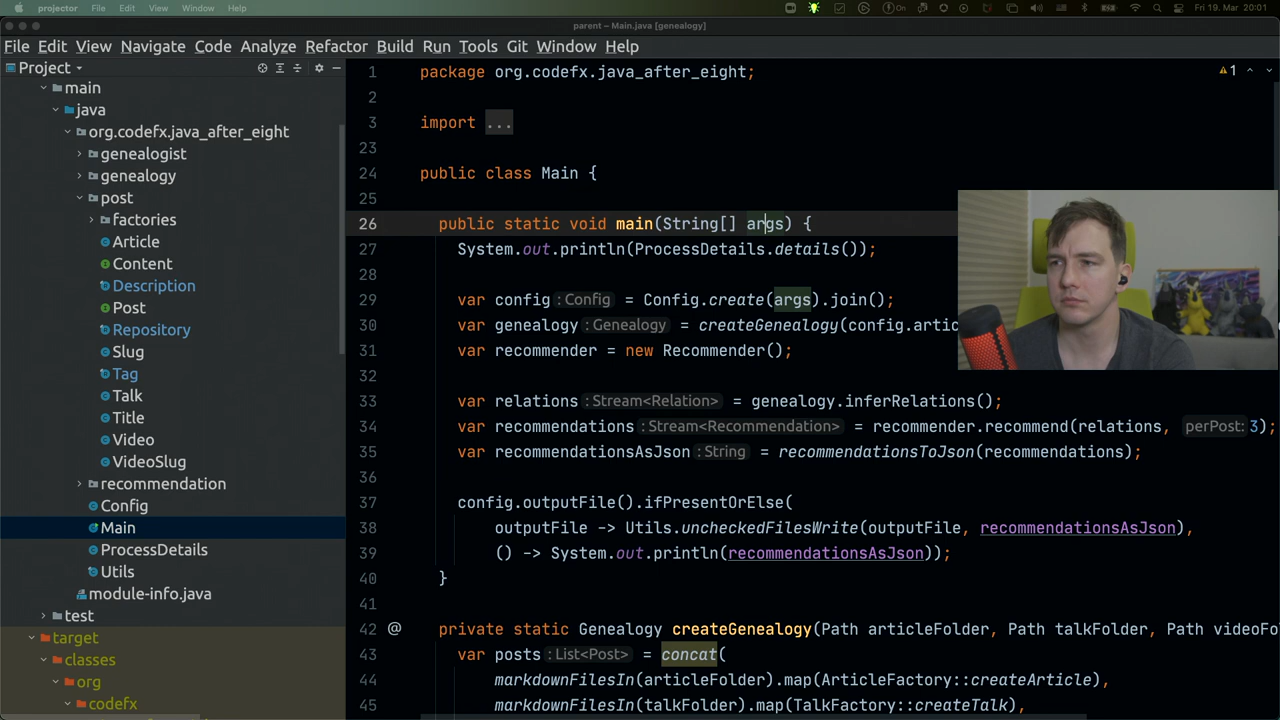 projector File Edit View Window Help On Fri 19. Mar 20:01
parent – Main.java [genealogy]
File Edit View Navigate Code Analyze Refactor Build Run Tools Git Window Help
Project
main
java
org.codefx.java_after_eight
genealogist
genealogy
post
factories
Article
Content
Description
Post
Repository
Slug
Tag
Talk
Title
Video
VideoSlug
recommendation
Config
Main
ProcessDetails
Utils
module-info.java
test
target
classes
org
codefx
1 package org.codefx.java_after_eight;
2
3 import ...
23
24 public class Main {
25
26 public static void main(String[] args) {
27 System.out.println(ProcessDetails.details());
28
29 var config : Config = Config.create(args).join();
30 var genealogy : Genealogy = createGenealogy(config.artic
31 var recommender = new Recommender();
32
33 var relations : Stream<Relation> = genealogy.inferRelations();
34 var recommendations : Stream<Recommendation> = recommender.recommend(relations, perPost: 3);
35 var recommendationsAsJson : String = recommendationsToJson(recommendations);
36
37 config.outputFile().ifPresentOrElse(
38 outputFile -> Utils.uncheckedFilesWrite(outputFile, recommendationsAsJson),
39 () -> System.out.println(recommendationsAsJson));
40 }
41
42 @ private static Genealogy createGenealogy(Path articleFolder, Path talkFolder, Path videoFo
43 var posts : List<Post> = concat(
44 markdownFilesIn(articleFolder).map(ArticleFactory::createArticle),
45 markdownFilesIn(talkFolder).map(TalkFactory::createTalk),
1